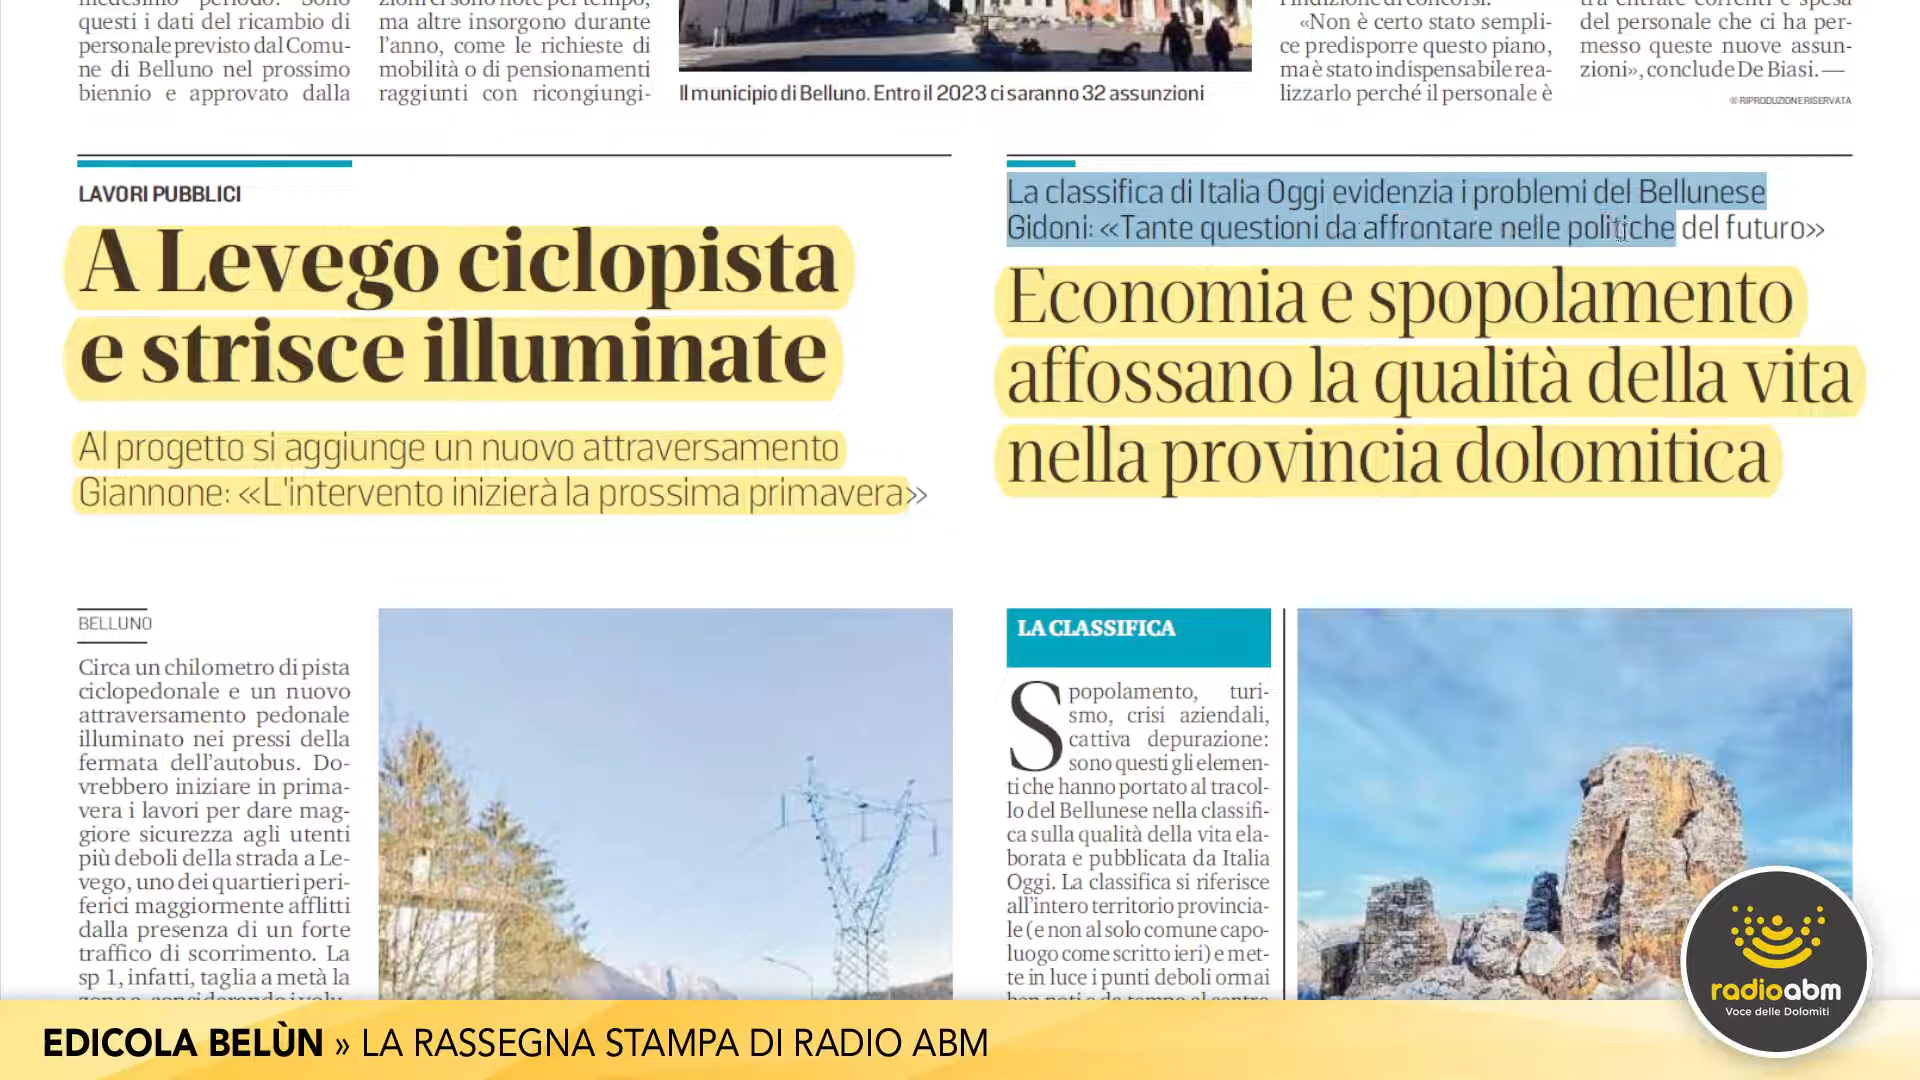 questi i dati del ricambio di
personale previsto dal Comu-
ne di Belluno nel prossimo
biennio e approvato dalla
ma altre insorgono durante
l'anno, come le richieste di
mobilità o di pensionamenti
raggiunti con ricongiungi-
Il municipio di Belluno. Entro il 2023 ci saranno 32 assunzioni
«Non è certo stato sempli-
ce predisporre questo piano,
ma è stato indispensabile rea-
lizzarlo perché il personale è
del personale che ci ha per-
messo queste nuove assun-
zioni», conclude De Biasi. —
© RIPRODUZIONE RISERVATA
LAVORI PUBBLICI
A Levego ciclopista
e strisce illuminate
Al progetto si aggiunge un nuovo attraversamento
Giannone: «L'intervento inizierà la prossima primavera»
BELLUNO
Circa un chilometro di pista
ciclopedonale e un nuovo
attraversamento pedonale
illuminato nei pressi della
fermata dell'autobus. Do-
vrebbero iniziare in prima-
vera i lavori per dare mag-
giore sicurezza agli utenti
più deboli della strada a Le-
vego, uno dei quartieri peri-
ferici maggiormente afflitti
dalla presenza di un forte
traffico di scorrimento. La
sp 1, infatti, taglia a metà la
La classifica di Italia Oggi evidenzia i problemi del Bellunese
Gidoni: «Tante questioni da affrontare nelle politiche del futuro»
Economia e spopolamento
affossano la qualità della vita
nella provincia dolomitica
LA CLASSIFICA
Spopolamento, turi-
smo, crisi aziendali,
cattiva depurazione:
sono questi gli elemen-
ti che hanno portato al tracol-
lo del Bellunese nella classifi-
ca sulla qualità della vita ela-
borata e pubblicata da Italia
Oggi. La classifica si riferisce
all'intero territorio provincia-
le (e non al solo comune capo-
luogo come scritto ieri) e met-
te in luce i punti deboli ormai
radioabm
Voce delle Dolomiti
EDICOLA BELÙN » LA RASSEGNA STAMPA DI RADIO ABM